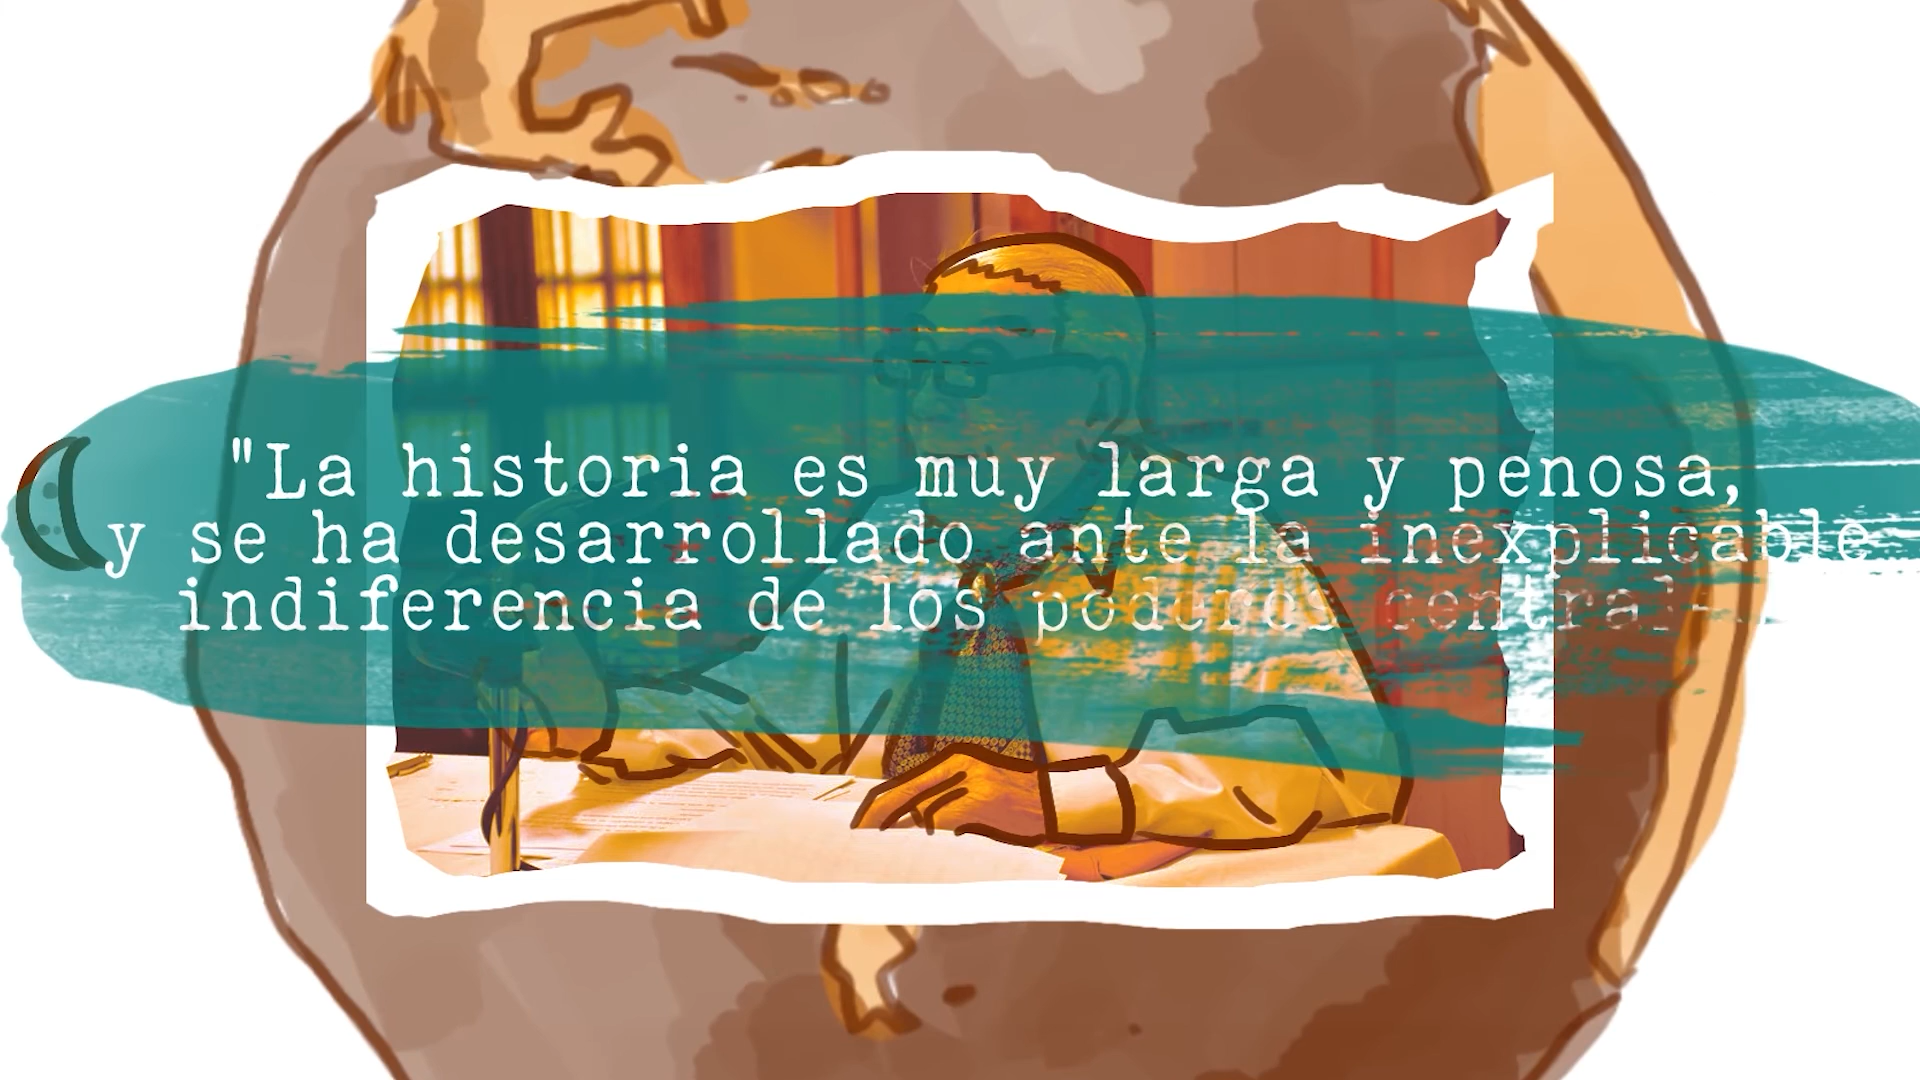 "La historia es muy larga y penosa,
y se ha desarrollado ante la inexplicable
indiferencia de los poderes